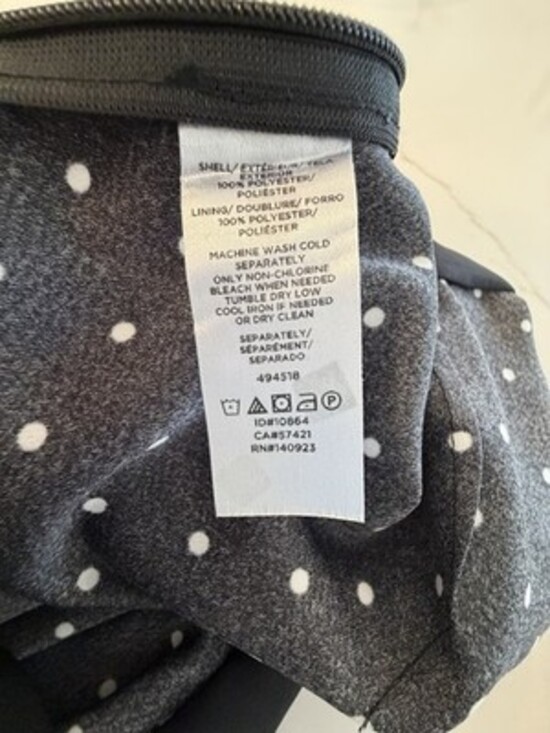 SHELL/ EXTÉRIEUR/ TELA
EXTERIOR
100% POLYESTER/
POLIÉSTER
LINING/ DOUBLURE/ FORRO
100% POLYESTER/
POLIÉSTER
MACHINE WASH COLD
SEPARATELY
ONLY NON-CHLORINE
BLEACH WHEN NEEDED
TUMBLE DRY LOW
COOL IRON IF NEEDED
OR DRY CLEAN
SEPARATELY/
SÉPARÉMENT/
SEPARADO
494518
P
ID#10864
CA#57421
RN#140923